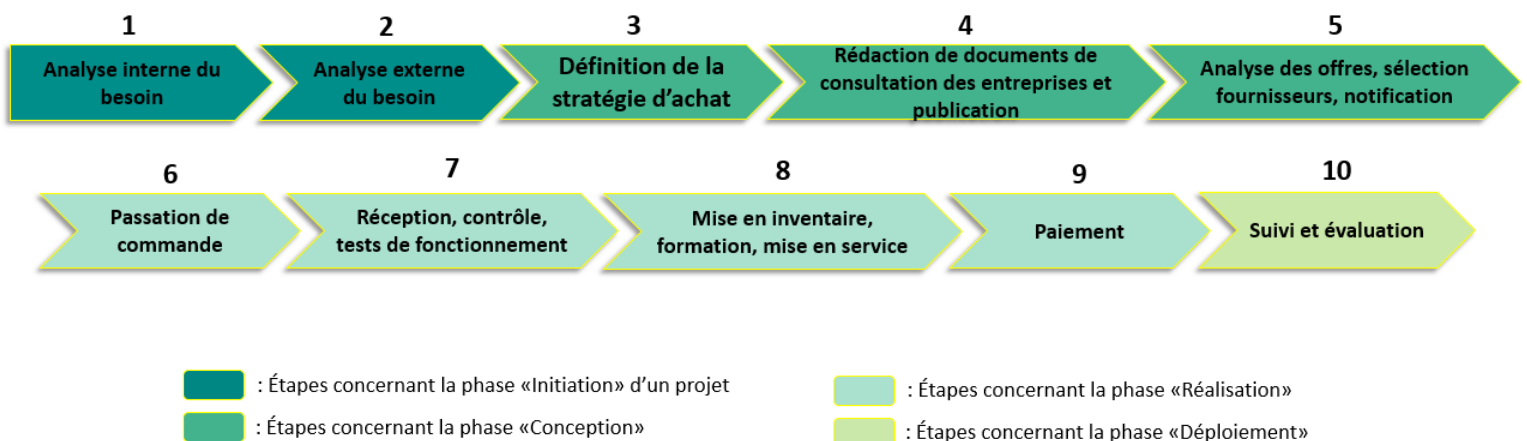 1
2
3
4
5
Analyse interne du
besoin
Analyse externe
du besoin
Définition de la
stratégie d’achat
Rédaction de documents de
consultation des entreprises et
publication
Analyse des offres, sélection
fournisseurs, notification
6
7
8
9
10
Passation de
commande
Réception, contrôle,
tests de fonctionnement
Mise en inventaire,
formation, mise en service
Paiement
Suivi et évaluation
: Étapes concernant la phase «Initiation» d’un projet
: Étapes concernant la phase «Conception»
: Étapes concernant la phase «Réalisation»
: Étapes concernant la phase «Déploiement»